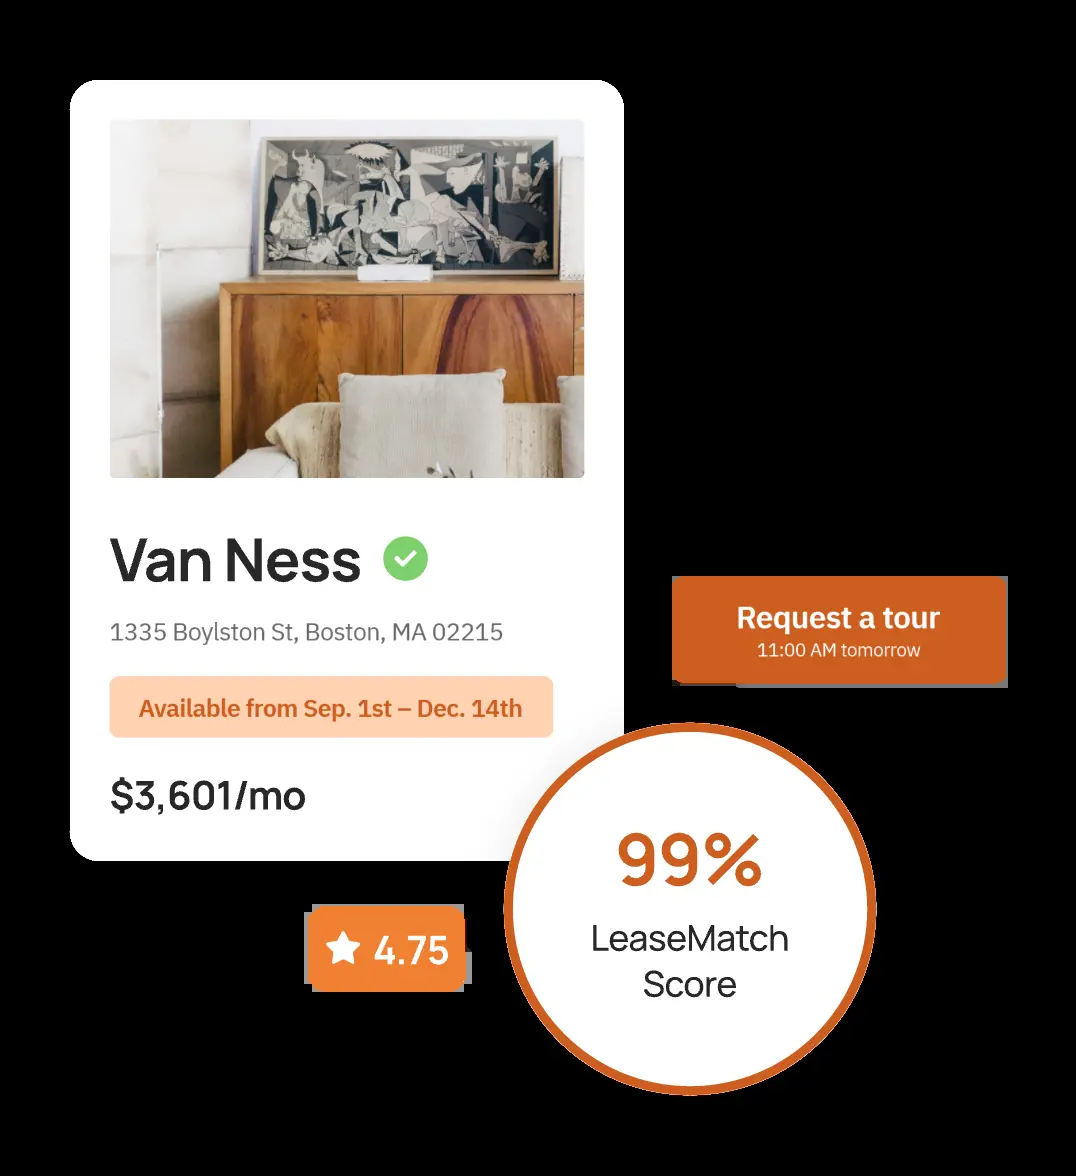 Van Ness
1335 Boylston St, Boston, MA 02215
Available from Sep. 1st – Dec. 14th
$3,601/mo
Request a tour
11:00 AM tomorrow
99%
LeaseMatch
Score
4.75